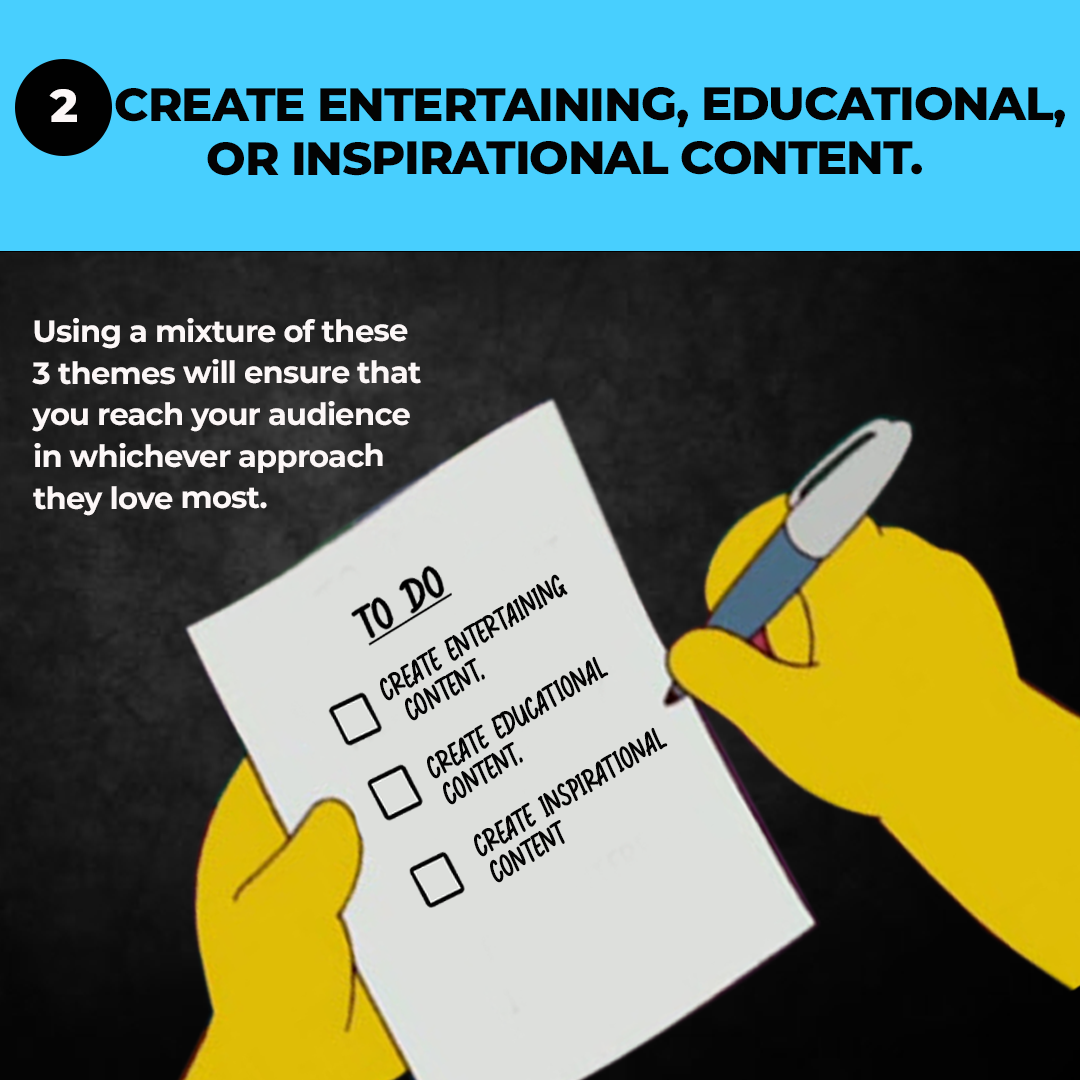 2
CREATE ENTERTAINING, EDUCATIONAL,
OR INSPIRATIONAL CONTENT.
Using a mixture of these
3 themes will ensure that
you reach your audience
in whichever approach
they love most.
TO DO
CREATE ENTERTAINING
CONTENT.
CREATE EDUCATIONAL
CONTENT.
CREATE INSPIRATIONAL
CONTENT